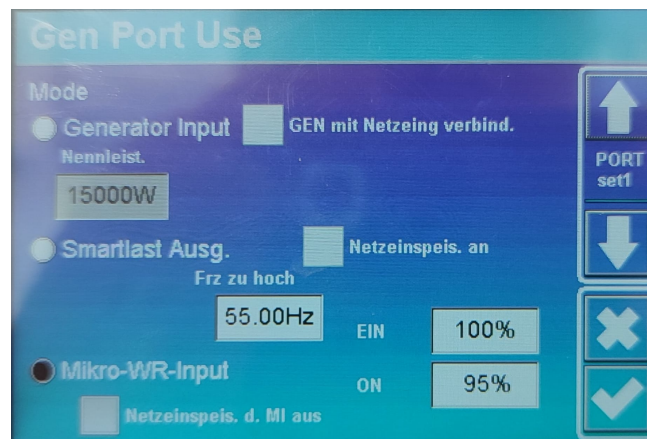 Gen Port Use
Mode
Generator Input GEN mit Netzeing verbind.
Nennleist.
15000W
PORT
set1
Smartlast Ausg. Netzeinspeis. an
Frz zu hoch
55.00Hz EIN 100%
Mikro-WR-Input ON 95%
Netzeinspeis. d. MI aus